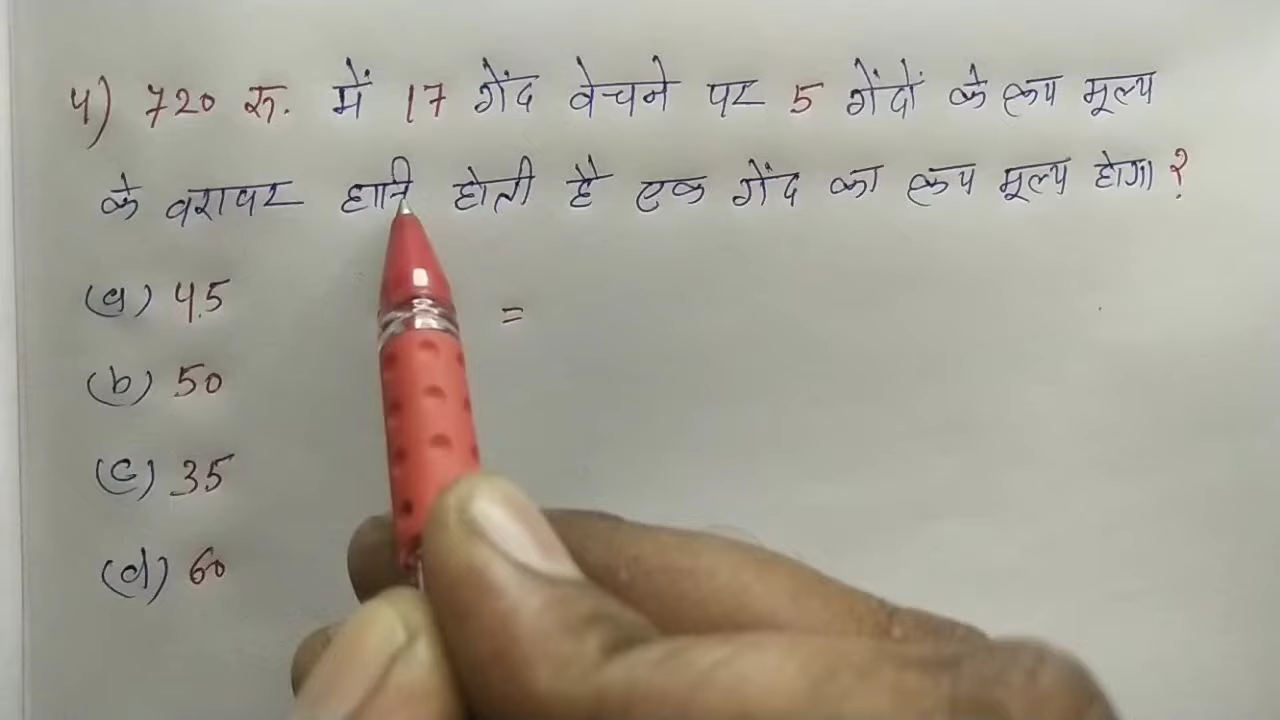 4) 720 रु. में 17 गेंद बेचने पर 5 गेंदों के क्रय मूल्य
के बराबर हानि होती है एक गेंद का क्रय मूल्य होगा ?
(a) 45
=
(b) 50
(c) 35
(d) 60